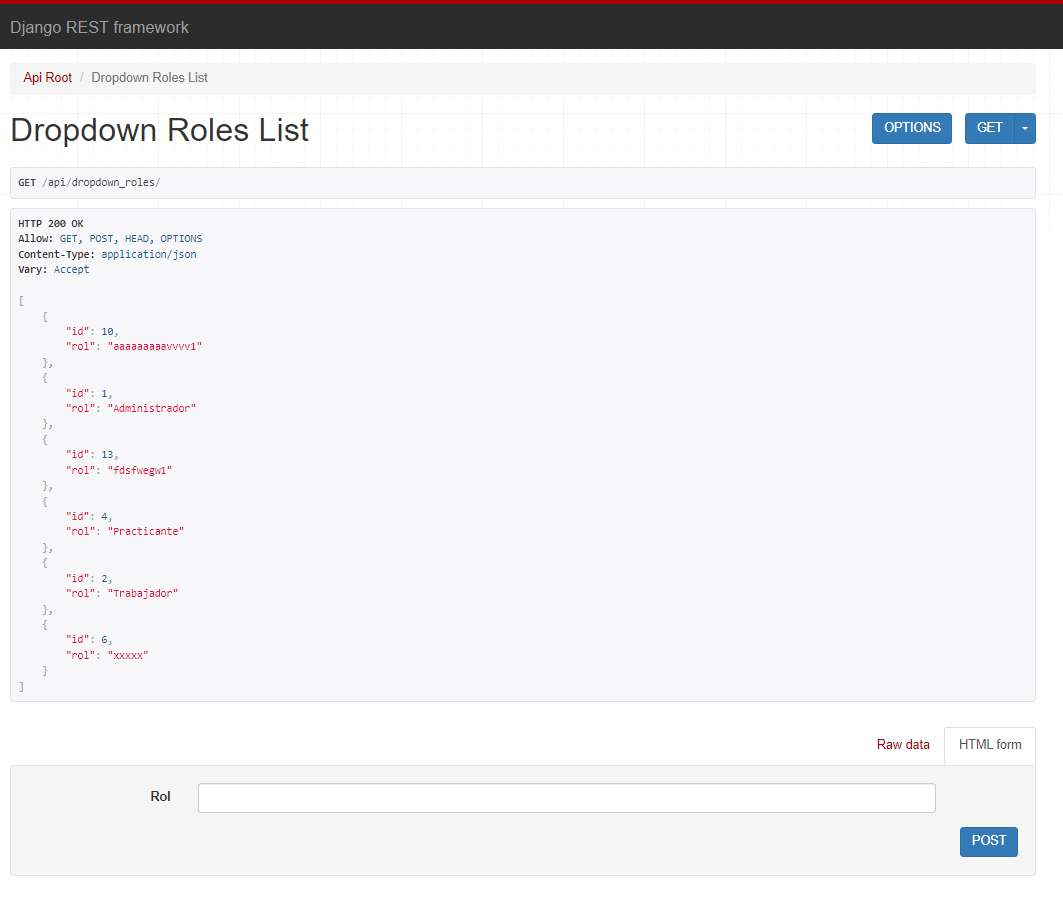 Django REST framework
Api Root / Dropdown Roles List
Dropdown Roles List
OPTIONS
GET
GET /api/dropdown_roles/
HTTP 200 OK
Allow: GET, POST, HEAD, OPTIONS
Content-Type: application/json
Vary: Accept
[
    {
        "id": 10,
        "rol": "aaaaaaaaavvvv1"
    },
    {
        "id": 1,
        "rol": "Administrador"
    },
    {
        "id": 13,
        "rol": "fdsfwegw1"
    },
    {
        "id": 4,
        "rol": "Practicante"
    },
    {
        "id": 2,
        "rol": "Trabajador"
    },
    {
        "id": 6,
        "rol": "xxxxx"
    }
]
Raw data
HTML form
Rol
POST